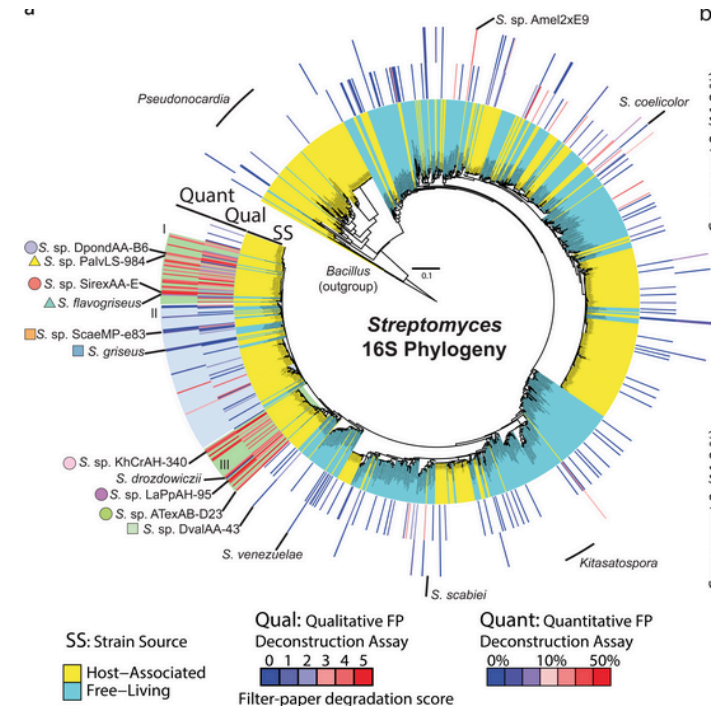 a
b
S. sp. Amel2xE9
Pseudonocardia
S. coelicolor
Quant
Qual
SS
I
S. sp. DpondAA-B6
S. sp. PalvLS-984
S. sp. SirexAA-E
S. flavogriseus
II
S. sp. ScaeMP-e83
S. griseus
Bacillus
(outgroup)
0.1
Streptomyces
16S Phylogeny
S. sp. KhCrAH-340
III
S. drozdowiczii
S. sp. LaPpAH-95
S. sp. ATexAB-D23
S. sp. DvalAA-43
S. venezuelae
S. scabiei
Kitasatospora
SS: Strain Source
Host-Associated
Free-Living
Qual: Qualitative FP
Deconstruction Assay
0 1 2 3 4 5
Filter-paper degradation score
Quant: Quantitative FP
Deconstruction Assay
0% 10% 50%